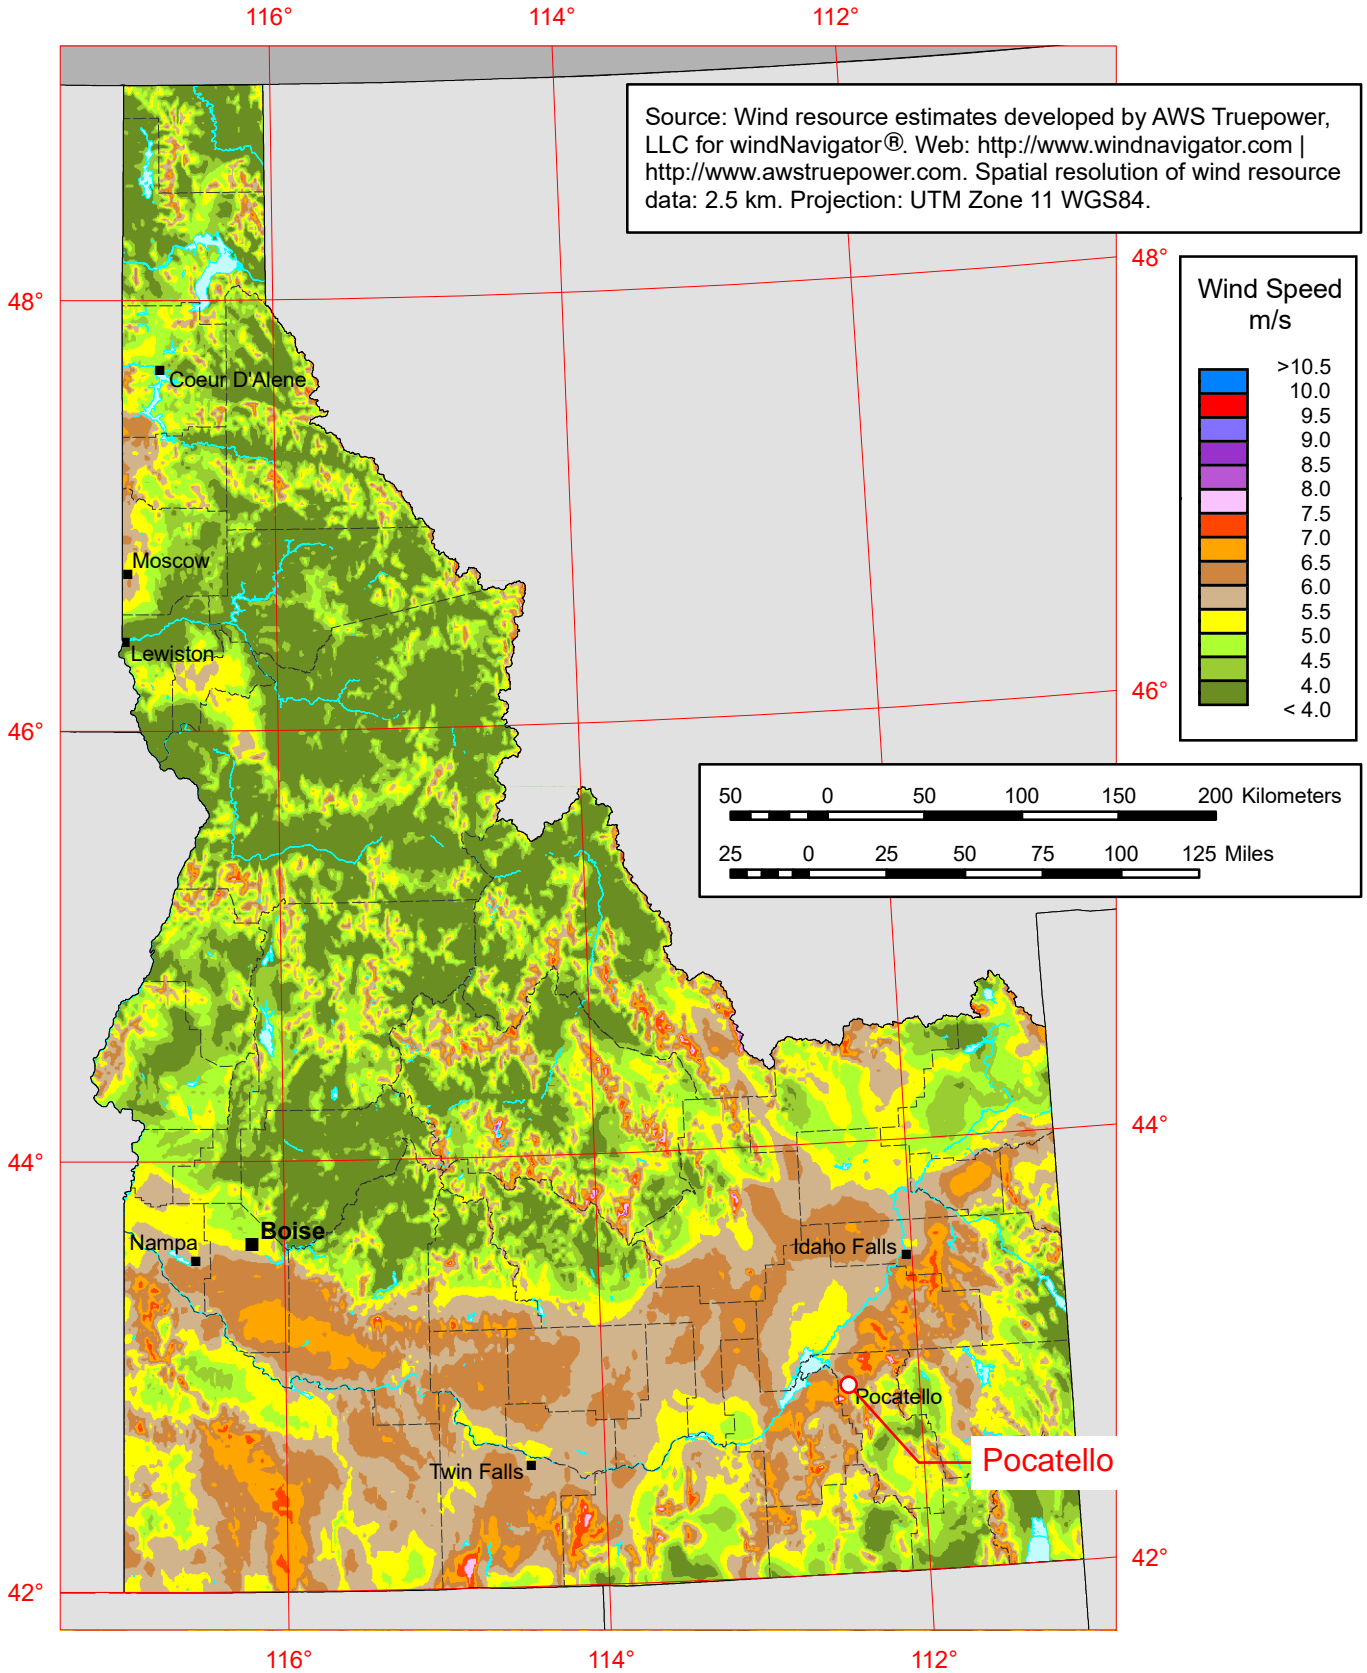 116°
114°
112°
Source: Wind resource estimates developed by AWS Truepower,
LLC for windNavigator®. Web: http://www.windnavigator.com |
http://www.awstruepower.com. Spatial resolution of wind resource
data: 2.5 km. Projection: UTM Zone 11 WGS84.
48°
48°
Wind Speed
m/s
>10.5
10.0
9.5
9.0
8.5
8.0
7.5
7.0
6.5
6.0
5.5
5.0
4.5
4.0
< 4.0
Coeur D'Alene
Moscow
Lewiston
46°
46°
50 0 50 100 150 200 Kilometers
25 0 25 50 75 100 125 Miles
44°
44°
Boise
Nampa
Idaho Falls
Pocatello
Pocatello
Twin Falls
42°
42°
116°
114°
112°